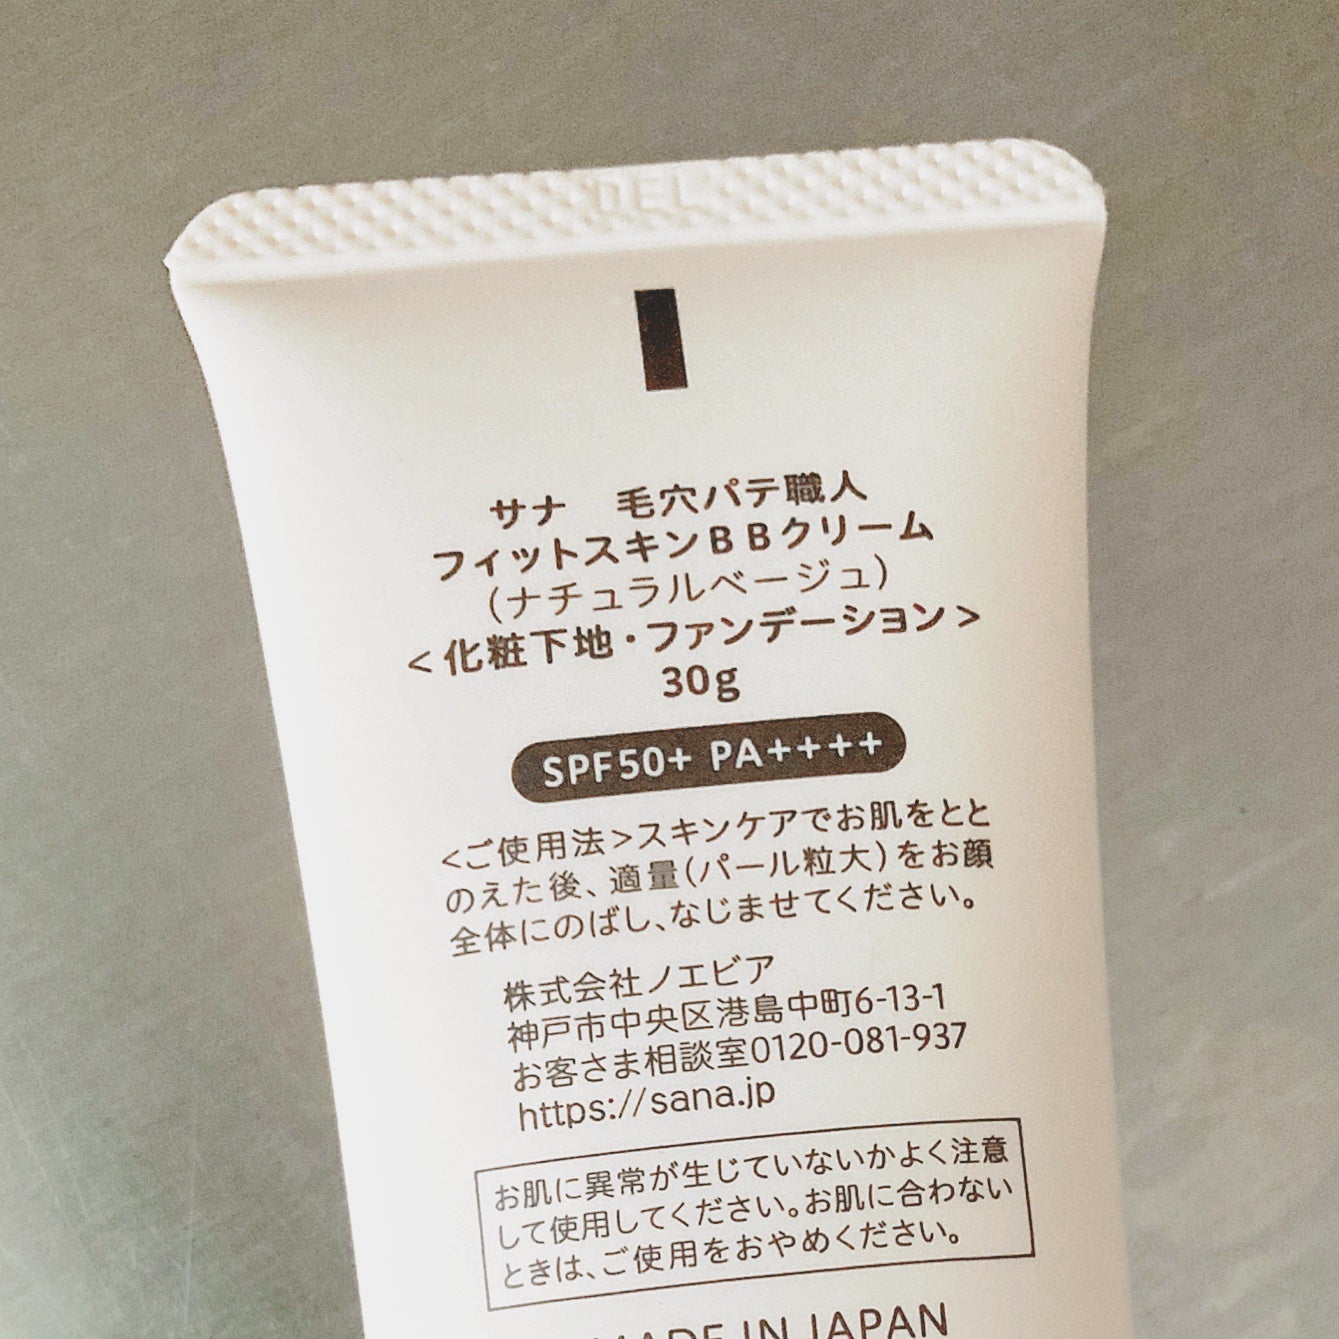 サナ　毛穴パテ職人
フィットスキンＢＢクリーム
（ナチュラルベージュ）
＜化粧下地・ファンデーション＞
30g
SPF50+ PA++++
＜ご使用法＞スキンケアでお肌をとと
のえた後、適量(パール粒大)をお顔
全体にのばし、なじませてください。
株式会社ノエビア
神戸市中央区港島中町6-13-1
お客さま相談室0120-081-937
https://sana.jp
お肌に異常が生じていないかよく注意
して使用してください。お肌に合わない
ときは、ご使用をおやめください。
MADE IN JAPAN